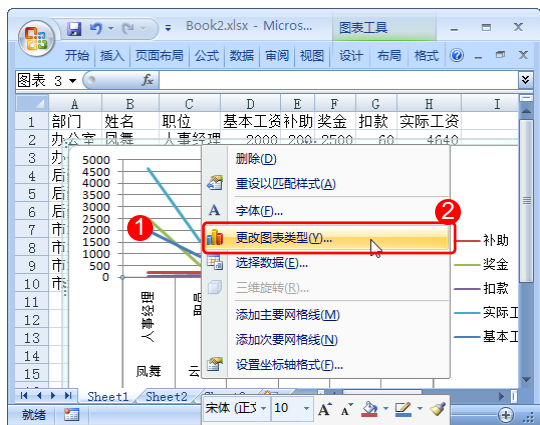 Book2.xlsx - Micros... 图表工具
开始 插入 页面布局 公式 数据 审阅 视图 设计 布局 格式
图表 3 fx
A B C D E F G H I
1 部门 姓名 职位 基本工资 补助 奖金 扣款 实际工资
2 办公室 凤舞 人事经理 2000 200 2500 60 4640
3 办
4 后
5 后
6 后
7 市
8 市
9 市
10 市
11
12
13
14
15
5000
4500
4000
3500
3000
2500
2000
1500
1000
500
0
人事经理
凤舞 云
1
2
删除(D)
重设以匹配样式(A)
字体(F)...
更改图表类型(Y)...
选择数据(E)...
三维旋转(R)...
添加主要网格线(M)
添加次要网格线(N)
设置坐标轴格式(F)...
补助
奖金
扣款
实际工
基本工
Sheet1 Sheet2
宋体 (正文 10 A A
就绪